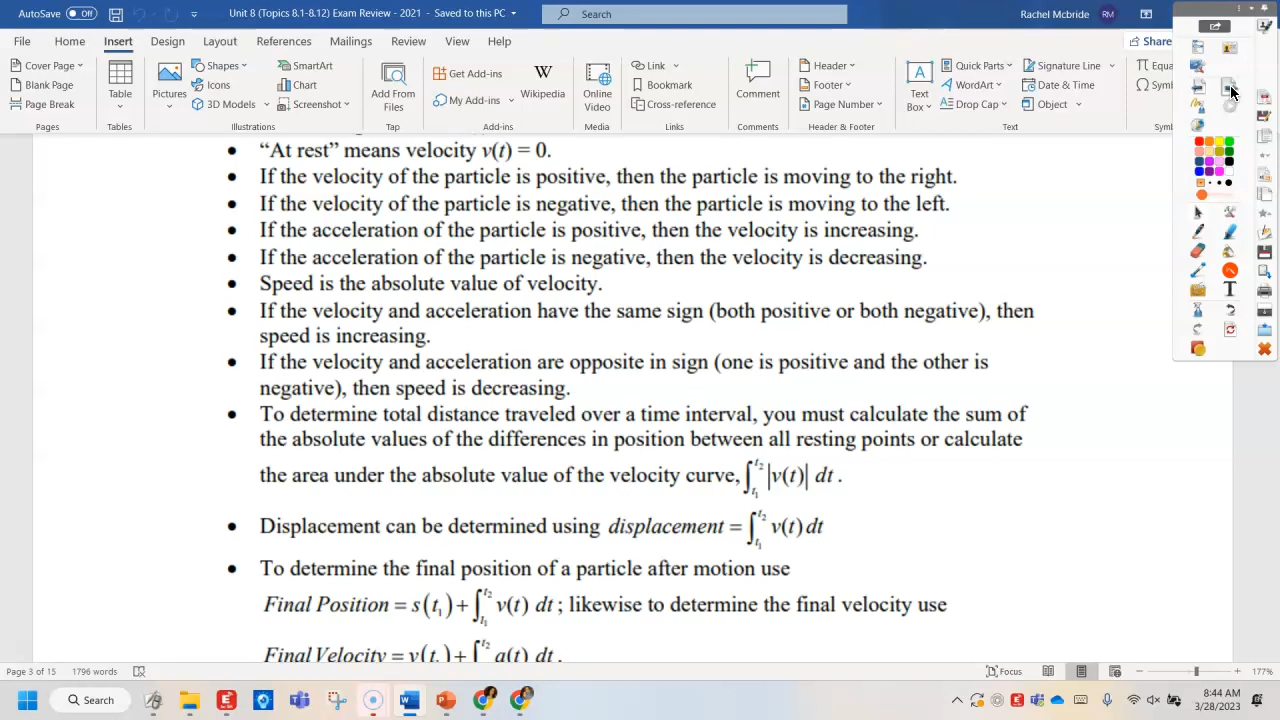 AutoSave Off Unit 8 (Topics 8.1-8.12) Exam Review - 2021 - Saved to this PC Search Rachel Mcbride RM
File Home Insert Design Layout References Mailings Review View Help Share
Cover Page Shapes SmartArt Link Header Quick Parts Signature Line Equa
Blank Page Table Pictures Icons Chart Add From Files Get Add-ins Wikipedia Online Video Bookmark Comment Footer Text Box WordArt Date & Time Symb
Page Break 3D Models Screenshot My Add-ins Cross-reference Page Number Drop Cap Object
Pages Tables Illustrations Tap Add-ins Media Links Comments Header & Footer Text Symb
• “At rest” means velocity v(t) = 0.
• If the velocity of the particle is positive, then the particle is moving to the right.
• If the velocity of the particle is negative, then the particle is moving to the left.
• If the acceleration of the particle is positive, then the velocity is increasing.
• If the acceleration of the particle is negative, then the velocity is decreasing.
• Speed is the absolute value of velocity.
• If the velocity and acceleration have the same sign (both positive or both negative), then
speed is increasing.
• If the velocity and acceleration are opposite in sign (one is positive and the other is
negative), then speed is decreasing.
• To determine total distance traveled over a time interval, you must calculate the sum of
the absolute values of the differences in position between all resting points or calculate
the area under the absolute value of the velocity curve, ∫_{t₁}^{t₂} |v(t)| dt .
• Displacement can be determined using displacement = ∫_{t₁}^{t₂} v(t) dt
• To determine the final position of a particle after motion use
Final Position = s(t₁) + ∫_{t₁}^{t₂} v(t) dt ; likewise to determine the final velocity use
Final Velocity = v(t₁) + ∫^{t₂} a(t) dt .
Page 3 of 15 1796 words Focus 177%
Search 8:44 AM
3/28/2023